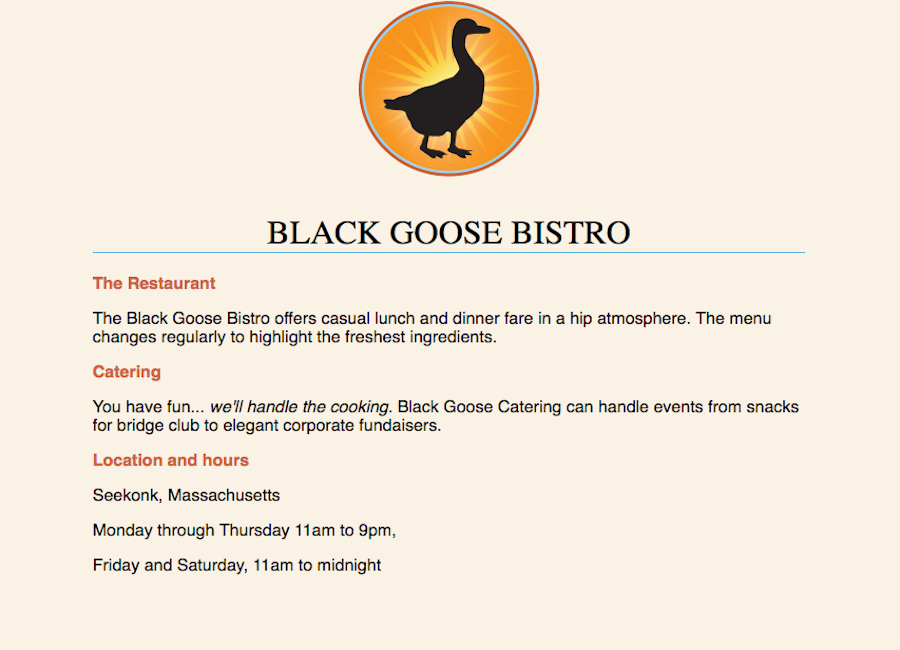 BLACK GOOSE BISTRO
The Restaurant
The Black Goose Bistro offers casual lunch and dinner fare in a hip atmosphere. The menu
changes regularly to highlight the freshest ingredients.
Catering
You have fun... we'll handle the cooking. Black Goose Catering can handle events from snacks
for bridge club to elegant corporate fundaisers.
Location and hours
Seekonk, Massachusetts
Monday through Thursday 11am to 9pm,
Friday and Saturday, 11am to midnight